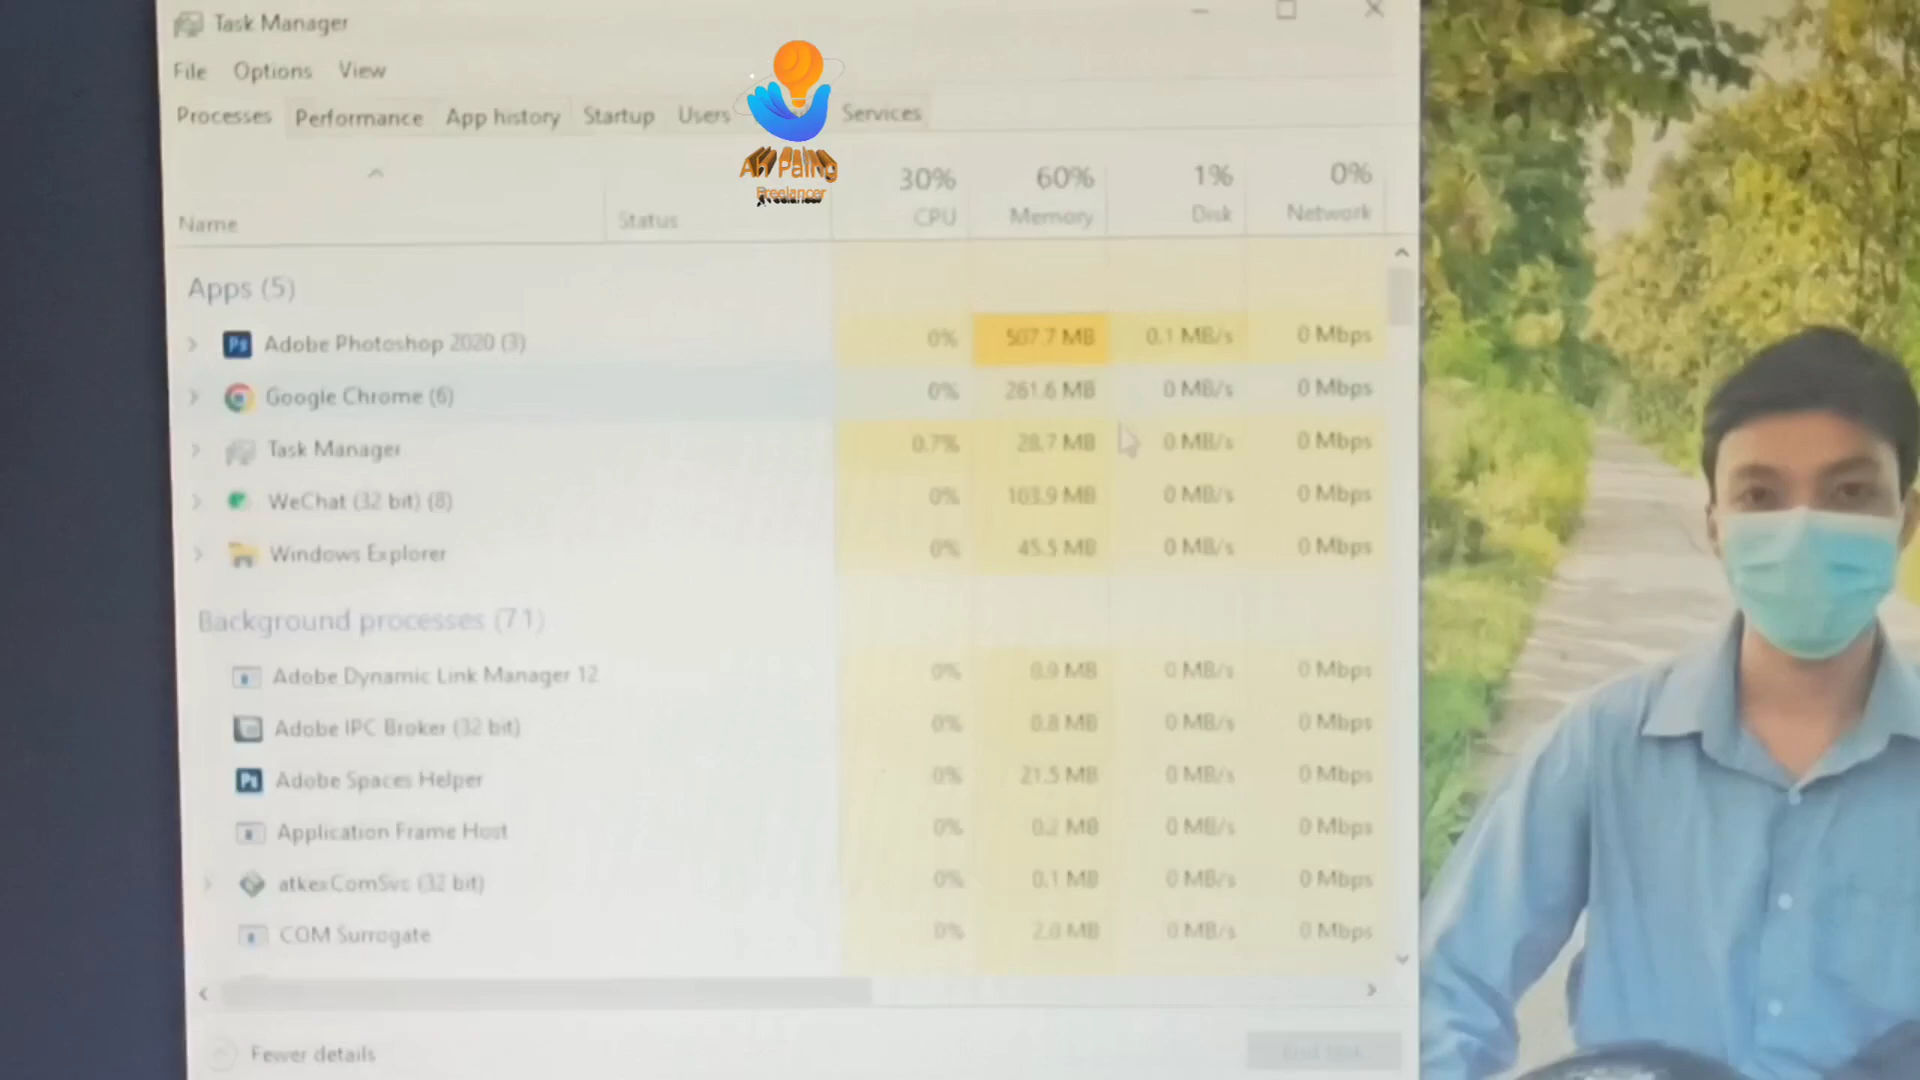 Task Manager
File Options View
Processes Performance App history Startup Users Services
Ah Paing
Freelancer
30% 60% 1% 0%
Name Status CPU Memory Disk Network
Apps (5)
Adobe Photoshop 2020 (3) 0% 507.7 MB 0.1 MB/s 0 Mbps
Google Chrome (6) 0% 261.6 MB 0 MB/s 0 Mbps
Task Manager 0.7% 28.7 MB 0 MB/s 0 Mbps
WeChat (32 bit) (8) 0% 103.9 MB 0 MB/s 0 Mbps
Windows Explorer 0% 45.5 MB 0 MB/s 0 Mbps
Background processes (71)
Adobe Dynamic Link Manager 12 0% 0.9 MB 0 MB/s 0 Mbps
Adobe IPC Broker (32 bit) 0% 0.8 MB 0 MB/s 0 Mbps
Adobe Spaces Helper 0% 21.5 MB 0 MB/s 0 Mbps
Application Frame Host 0% 0.2 MB 0 MB/s 0 Mbps
atkexComSvc (32 bit) 0% 0.1 MB 0 MB/s 0 Mbps
COM Surrogate 0% 2.0 MB 0 MB/s 0 Mbps
Fewer details